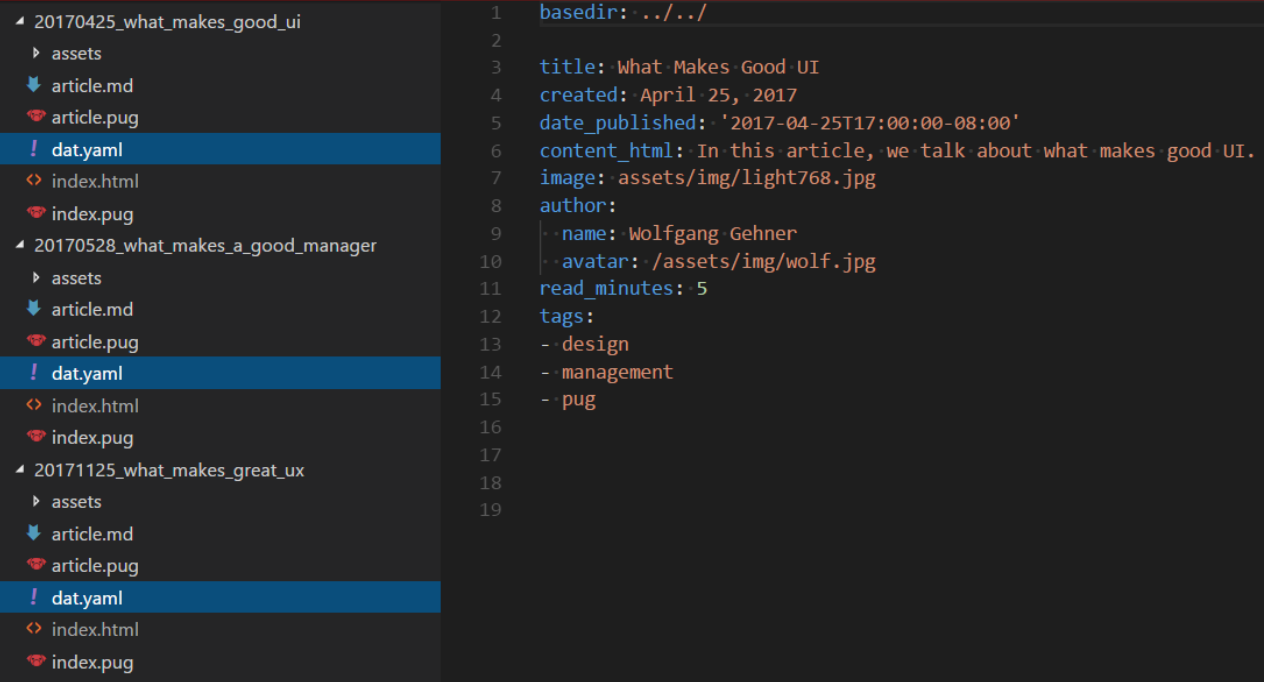 20170425_what_makes_good_ui
assets
article.md
article.pug
! dat.yaml
<> index.html
index.pug
20170528_what_makes_a_good_manager
assets
article.md
article.pug
! dat.yaml
<> index.html
index.pug
20171125_what_makes_great_ux
assets
article.md
article.pug
! dat.yaml
<> index.html
index.pug
1 basedir: ../../
2
3 title: What Makes Good UI
4 created: April 25, 2017
5 date_published: '2017-04-25T17:00:00-08:00'
6 content_html: In this article, we talk about what makes good UI.
7 image: assets/img/light768.jpg
8 author:
9   name: Wolfgang Gehner
10   avatar: /assets/img/wolf.jpg
11 read_minutes: 5
12 tags:
13 - design
14 - management
15 - pug
16
17
18
19